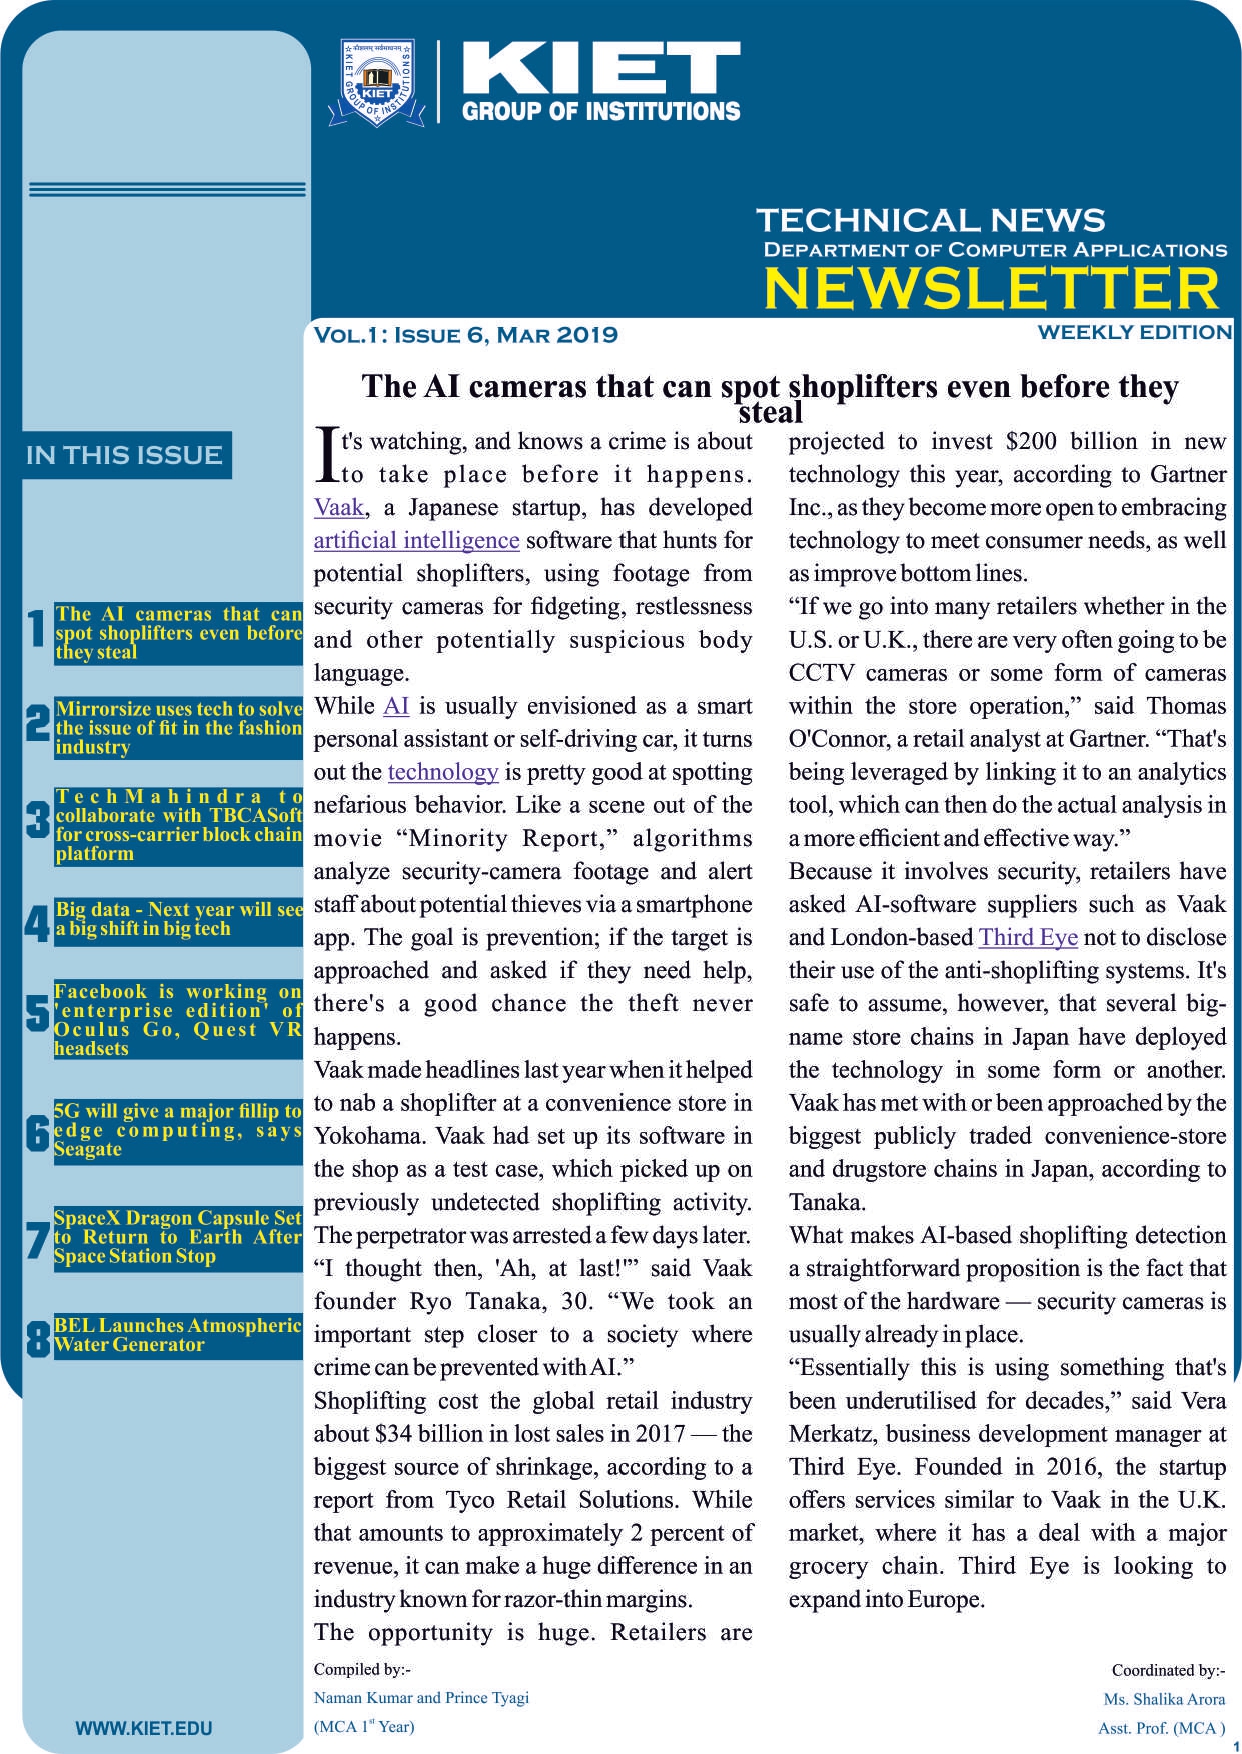 KIET
GROUP OF INSTITUTIONS
KIET
KIET GROUP OF INSTITUTIONS
TECHNICAL NEWS
DEPARTMENT OF COMPUTER APPLICATIONS
NEWSLETTER
VOL.1: ISSUE 6, MAR 2019
WEEKLY EDITION
IN THIS ISSUE
1 The AI cameras that can
spot shoplifters even before
they steal
2 Mirrorsize uses tech to solve
the issue of fit in the fashion
industry
3 TechMahindra to
collaborate with TBCASoft
for cross-carrier block chain
platform
4 Big data - Next year will see
a big shift in big tech
5 Facebook is working on
'enterprise edition' of
Oculus Go, Quest VR
headsets
6 5G will give a major fillip to
edge computing, says
Seagate
7 SpaceX Dragon Capsule Set
to Return to Earth After
Space Station Stop
8 BEL Launches Atmospheric
Water Generator
WWW.KIET.EDU
The AI cameras that can spot shoplifters even before they
steal
It's watching, and knows a crime is about
to take place before it happens.
Vaak, a Japanese startup, has developed
artificial intelligence software that hunts for
potential shoplifters, using footage from
security cameras for fidgeting, restlessness
and other potentially suspicious body
language.
While AI is usually envisioned as a smart
personal assistant or self-driving car, it turns
out the technology is pretty good at spotting
nefarious behavior. Like a scene out of the
movie “Minority Report,” algorithms
analyze security-camera footage and alert
staff about potential thieves via a smartphone
app. The goal is prevention; if the target is
approached and asked if they need help,
there's a good chance the theft never
happens.
Vaak made headlines last year when it helped
to nab a shoplifter at a convenience store in
Yokohama. Vaak had set up its software in
the shop as a test case, which picked up on
previously undetected shoplifting activity.
The perpetrator was arrested a few days later.
“I thought then, 'Ah, at last!'” said Vaak
founder Ryo Tanaka, 30. “We took an
important step closer to a society where
crime can be prevented with AI.”
Shoplifting cost the global retail industry
about $34 billion in lost sales in 2017 — the
biggest source of shrinkage, according to a
report from Tyco Retail Solutions. While
that amounts to approximately 2 percent of
revenue, it can make a huge difference in an
industry known for razor-thin margins.
The opportunity is huge. Retailers are
projected to invest $200 billion in new
technology this year, according to Gartner
Inc., as they become more open to embracing
technology to meet consumer needs, as well
as improve bottom lines.
“If we go into many retailers whether in the
U.S. or U.K., there are very often going to be
CCTV cameras or some form of cameras
within the store operation,” said Thomas
O'Connor, a retail analyst at Gartner. “That's
being leveraged by linking it to an analytics
tool, which can then do the actual analysis in
a more efficient and effective way.”
Because it involves security, retailers have
asked AI-software suppliers such as Vaak
and London-based Third Eye not to disclose
their use of the anti-shoplifting systems. It's
safe to assume, however, that several big-
name store chains in Japan have deployed
the technology in some form or another.
Vaak has met with or been approached by the
biggest publicly traded convenience-store
and drugstore chains in Japan, according to
Tanaka.
What makes AI-based shoplifting detection
a straightforward proposition is the fact that
most of the hardware — security cameras is
usually already in place.
“Essentially this is using something that's
been underutilised for decades,” said Vera
Merkatz, business development manager at
Third Eye. Founded in 2016, the startup
offers services similar to Vaak in the U.K.
market, where it has a deal with a major
grocery chain. Third Eye is looking to
expand into Europe.
Compiled by:-
Naman Kumar and Prince Tyagi
(MCA 1st Year)
Coordinated by:-
Ms. Shalika Arora
Asst. Prof. (MCA )
1